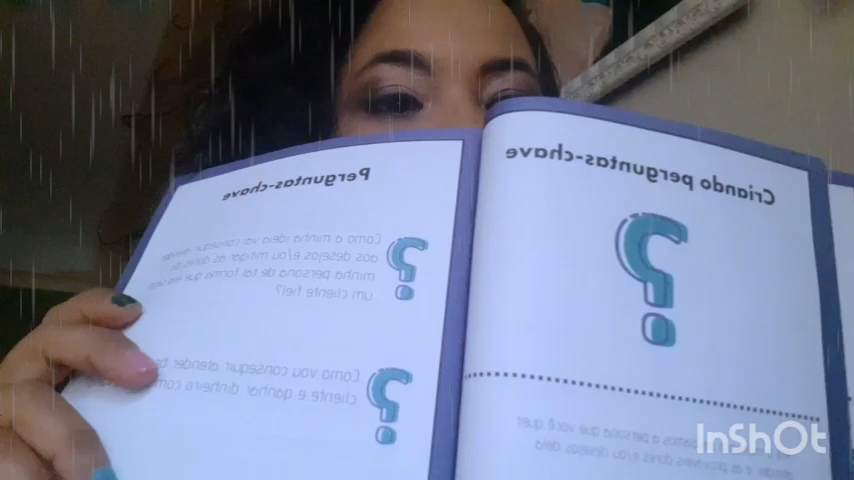 Perguntas-chave
Como a minha ideia vai conseguir atender
aos desejos e/ou mitigar as dores da
minha persona de tal forma que ela seja
um cliente fiel?
Como vou conseguir atender
cliente e ganhar dinheiro com
Criando perguntas-chave
a persona que você quer
e as prováveis dores e/ou desejos dela
InShOt